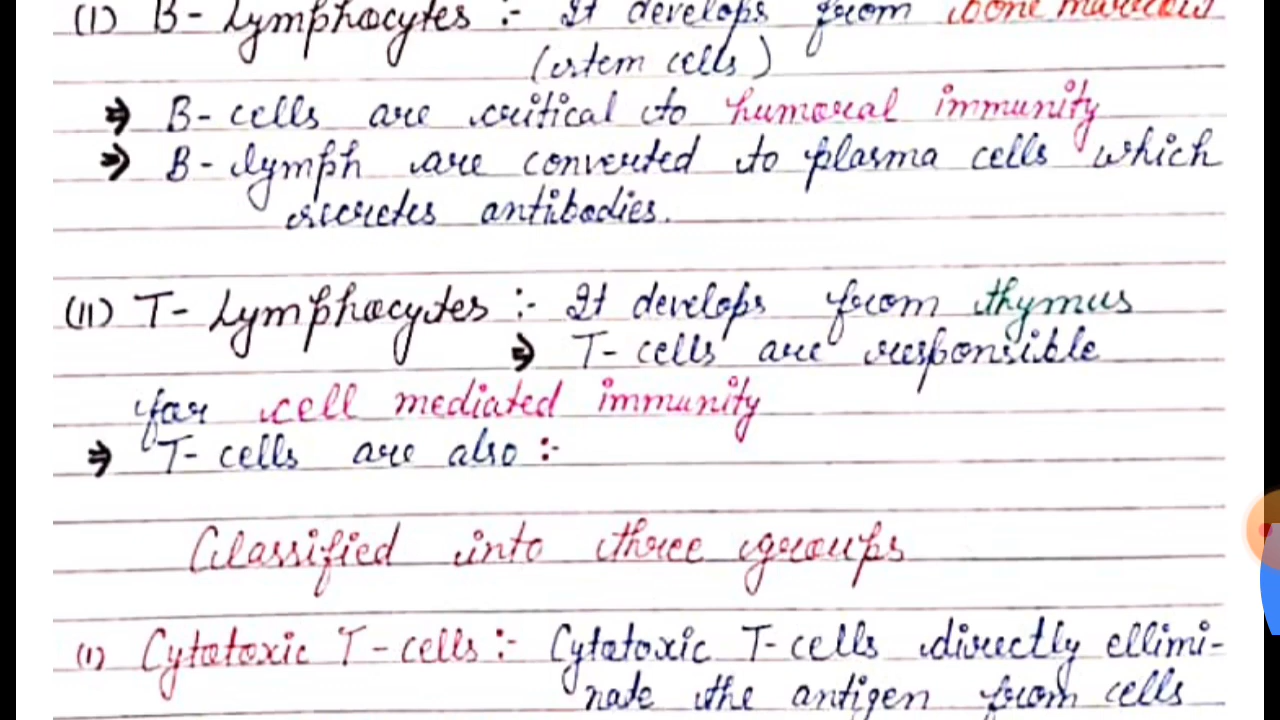 (I) B- Lymphocytes :- It develops from bone marrow
(stem cells)
⇒ B- cells are critical to humoral immunity
⇒ B- lymph are converted to plasma cells which
secretes antibodies.
(II) T- Lymphocytes :- It develops from thymus
⇒ T- cells are responsible
for cell mediated immunity
⇒ T- cells are also :-
Classified into three groups
(I) Cytotoxic T- cells :- Cytotoxic T-cells directly ellimi-
nate the antigen from cells